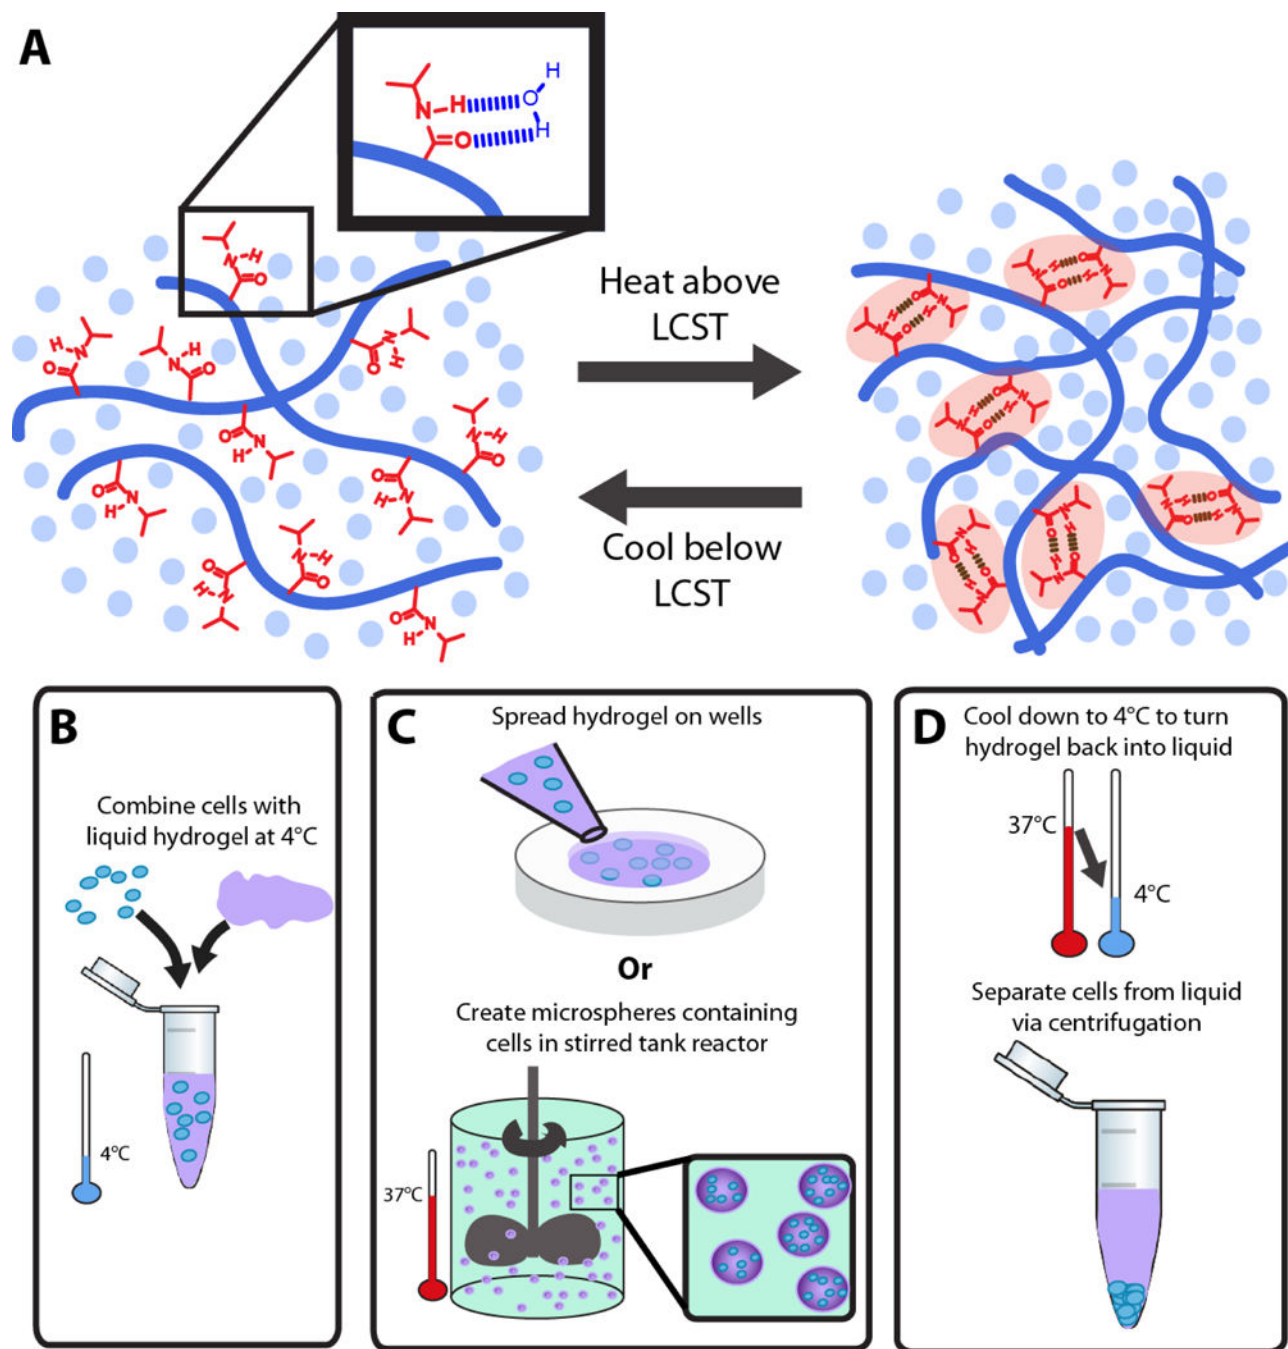 A
Heat above
LCST
Cool below
LCST
N
H
O
H
H
O
B
Combine cells with
liquid hydrogel at 4°C
4°C
C
Spread hydrogel on wells
Or
Create microspheres containing
cells in stirred tank reactor
37°C
D
Cool down to 4°C to turn
hydrogel back into liquid
37°C
4°C
Separate cells from liquid
via centrifugation